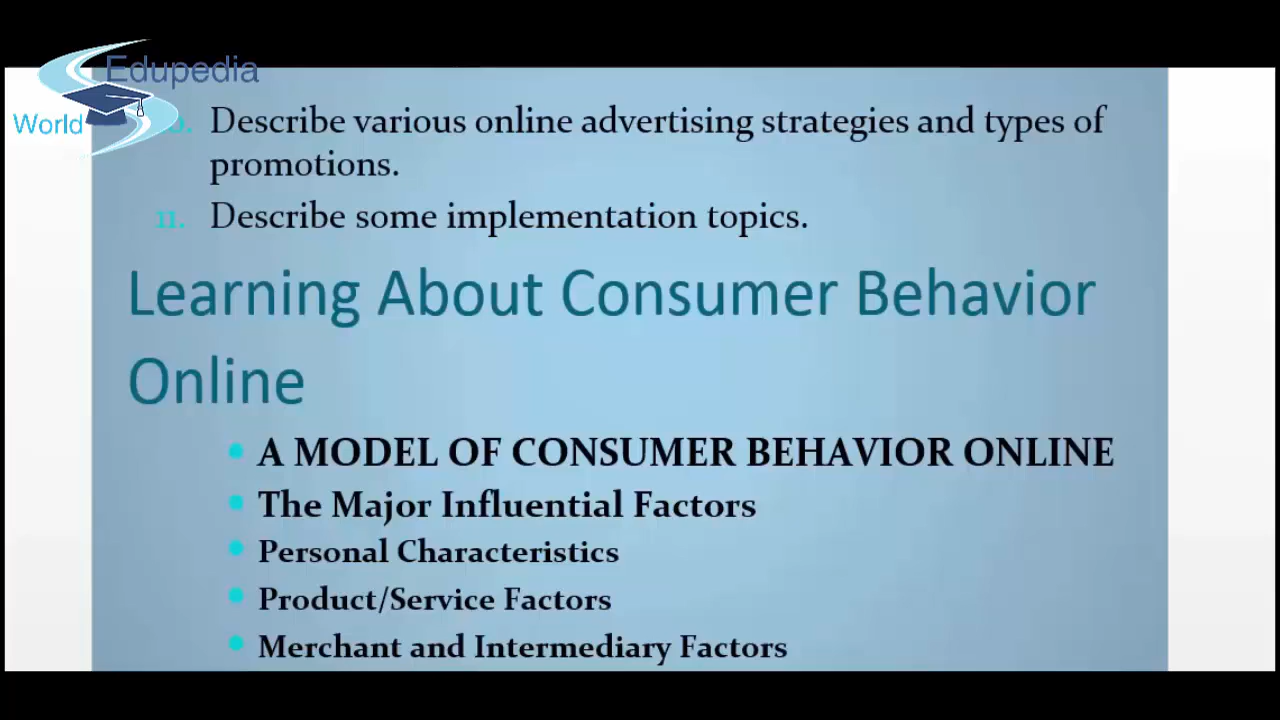 Edupedia
World
Describe various online advertising strategies and types of
promotions.
11. Describe some implementation topics.
Learning About Consumer Behavior
Online
• A MODEL OF CONSUMER BEHAVIOR ONLINE
• The Major Influential Factors
• Personal Characteristics
• Product/Service Factors
• Merchant and Intermediary Factors